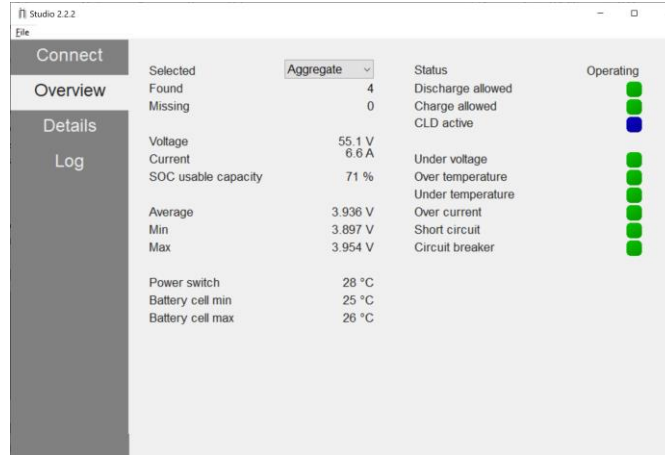 Studio 2.2.2
File
Connect
Overview
Details
Log
Selected Aggregate
Found 4
Missing 0
Voltage 55.1 V
Current 6.6 A
SOC usable capacity 71 %
Average 3.936 V
Min 3.897 V
Max 3.954 V
Power switch 28 °C
Battery cell min 25 °C
Battery cell max 26 °C
Status Operating
Discharge allowed
Charge allowed
CLD active
Under voltage
Over temperature
Under temperature
Over current
Short circuit
Circuit breaker